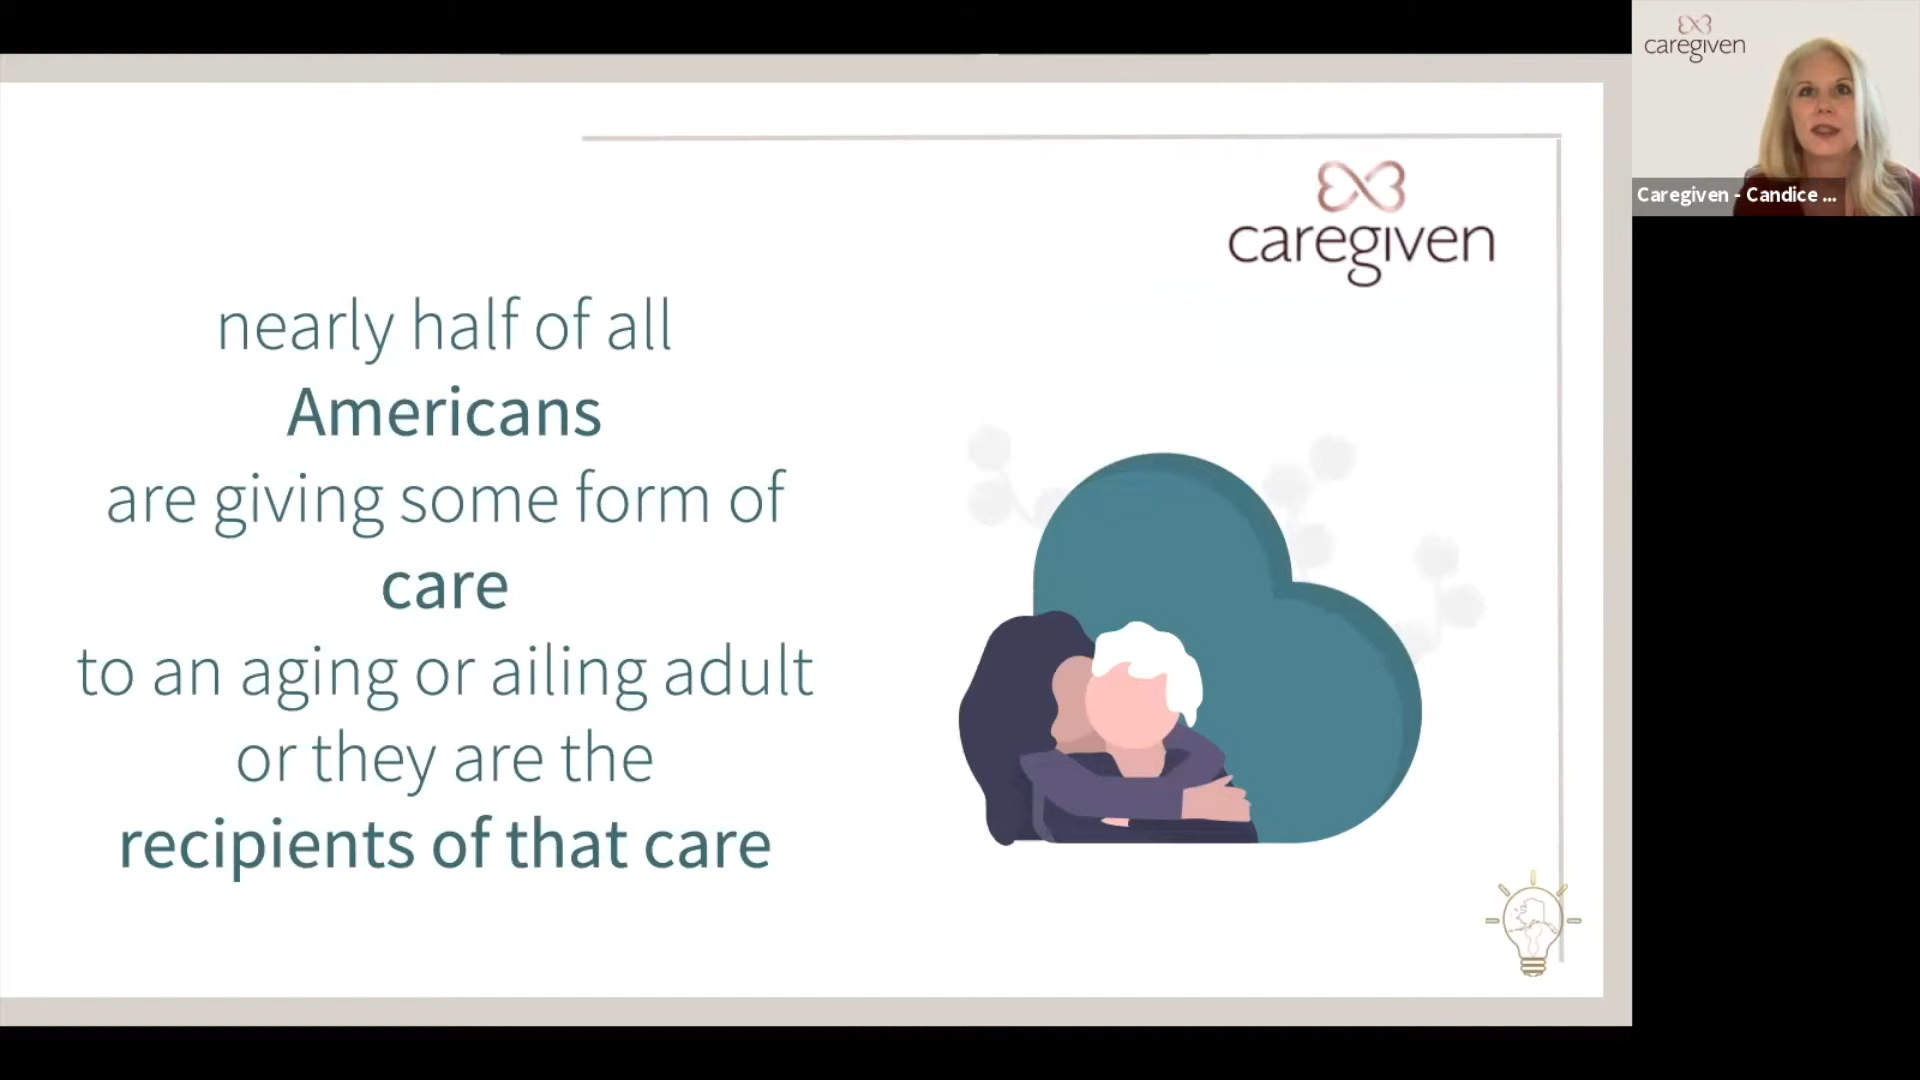 caregiven
nearly half of all
Americans
are giving some form of
care
to an aging or ailing adult
or they are the
recipients of that care
caregiven
Caregiven - Candice ...